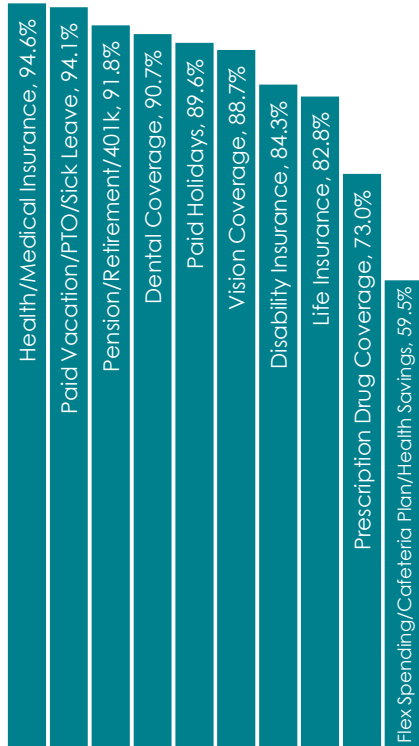 Health/Medical Insurance, 94.6%
Paid Vacation/PTO/Sick Leave, 94.1%
Pension/Retirement/401k, 91.8%
Dental Coverage, 90.7%
Paid Holidays, 89.6%
Vision Coverage, 88.7%
Disability Insurance, 84.3%
Life Insurance, 82.8%
Prescription Drug Coverage, 73.0%
Flex Spending/Cafeteria Plan/Health Savings, 59.5%